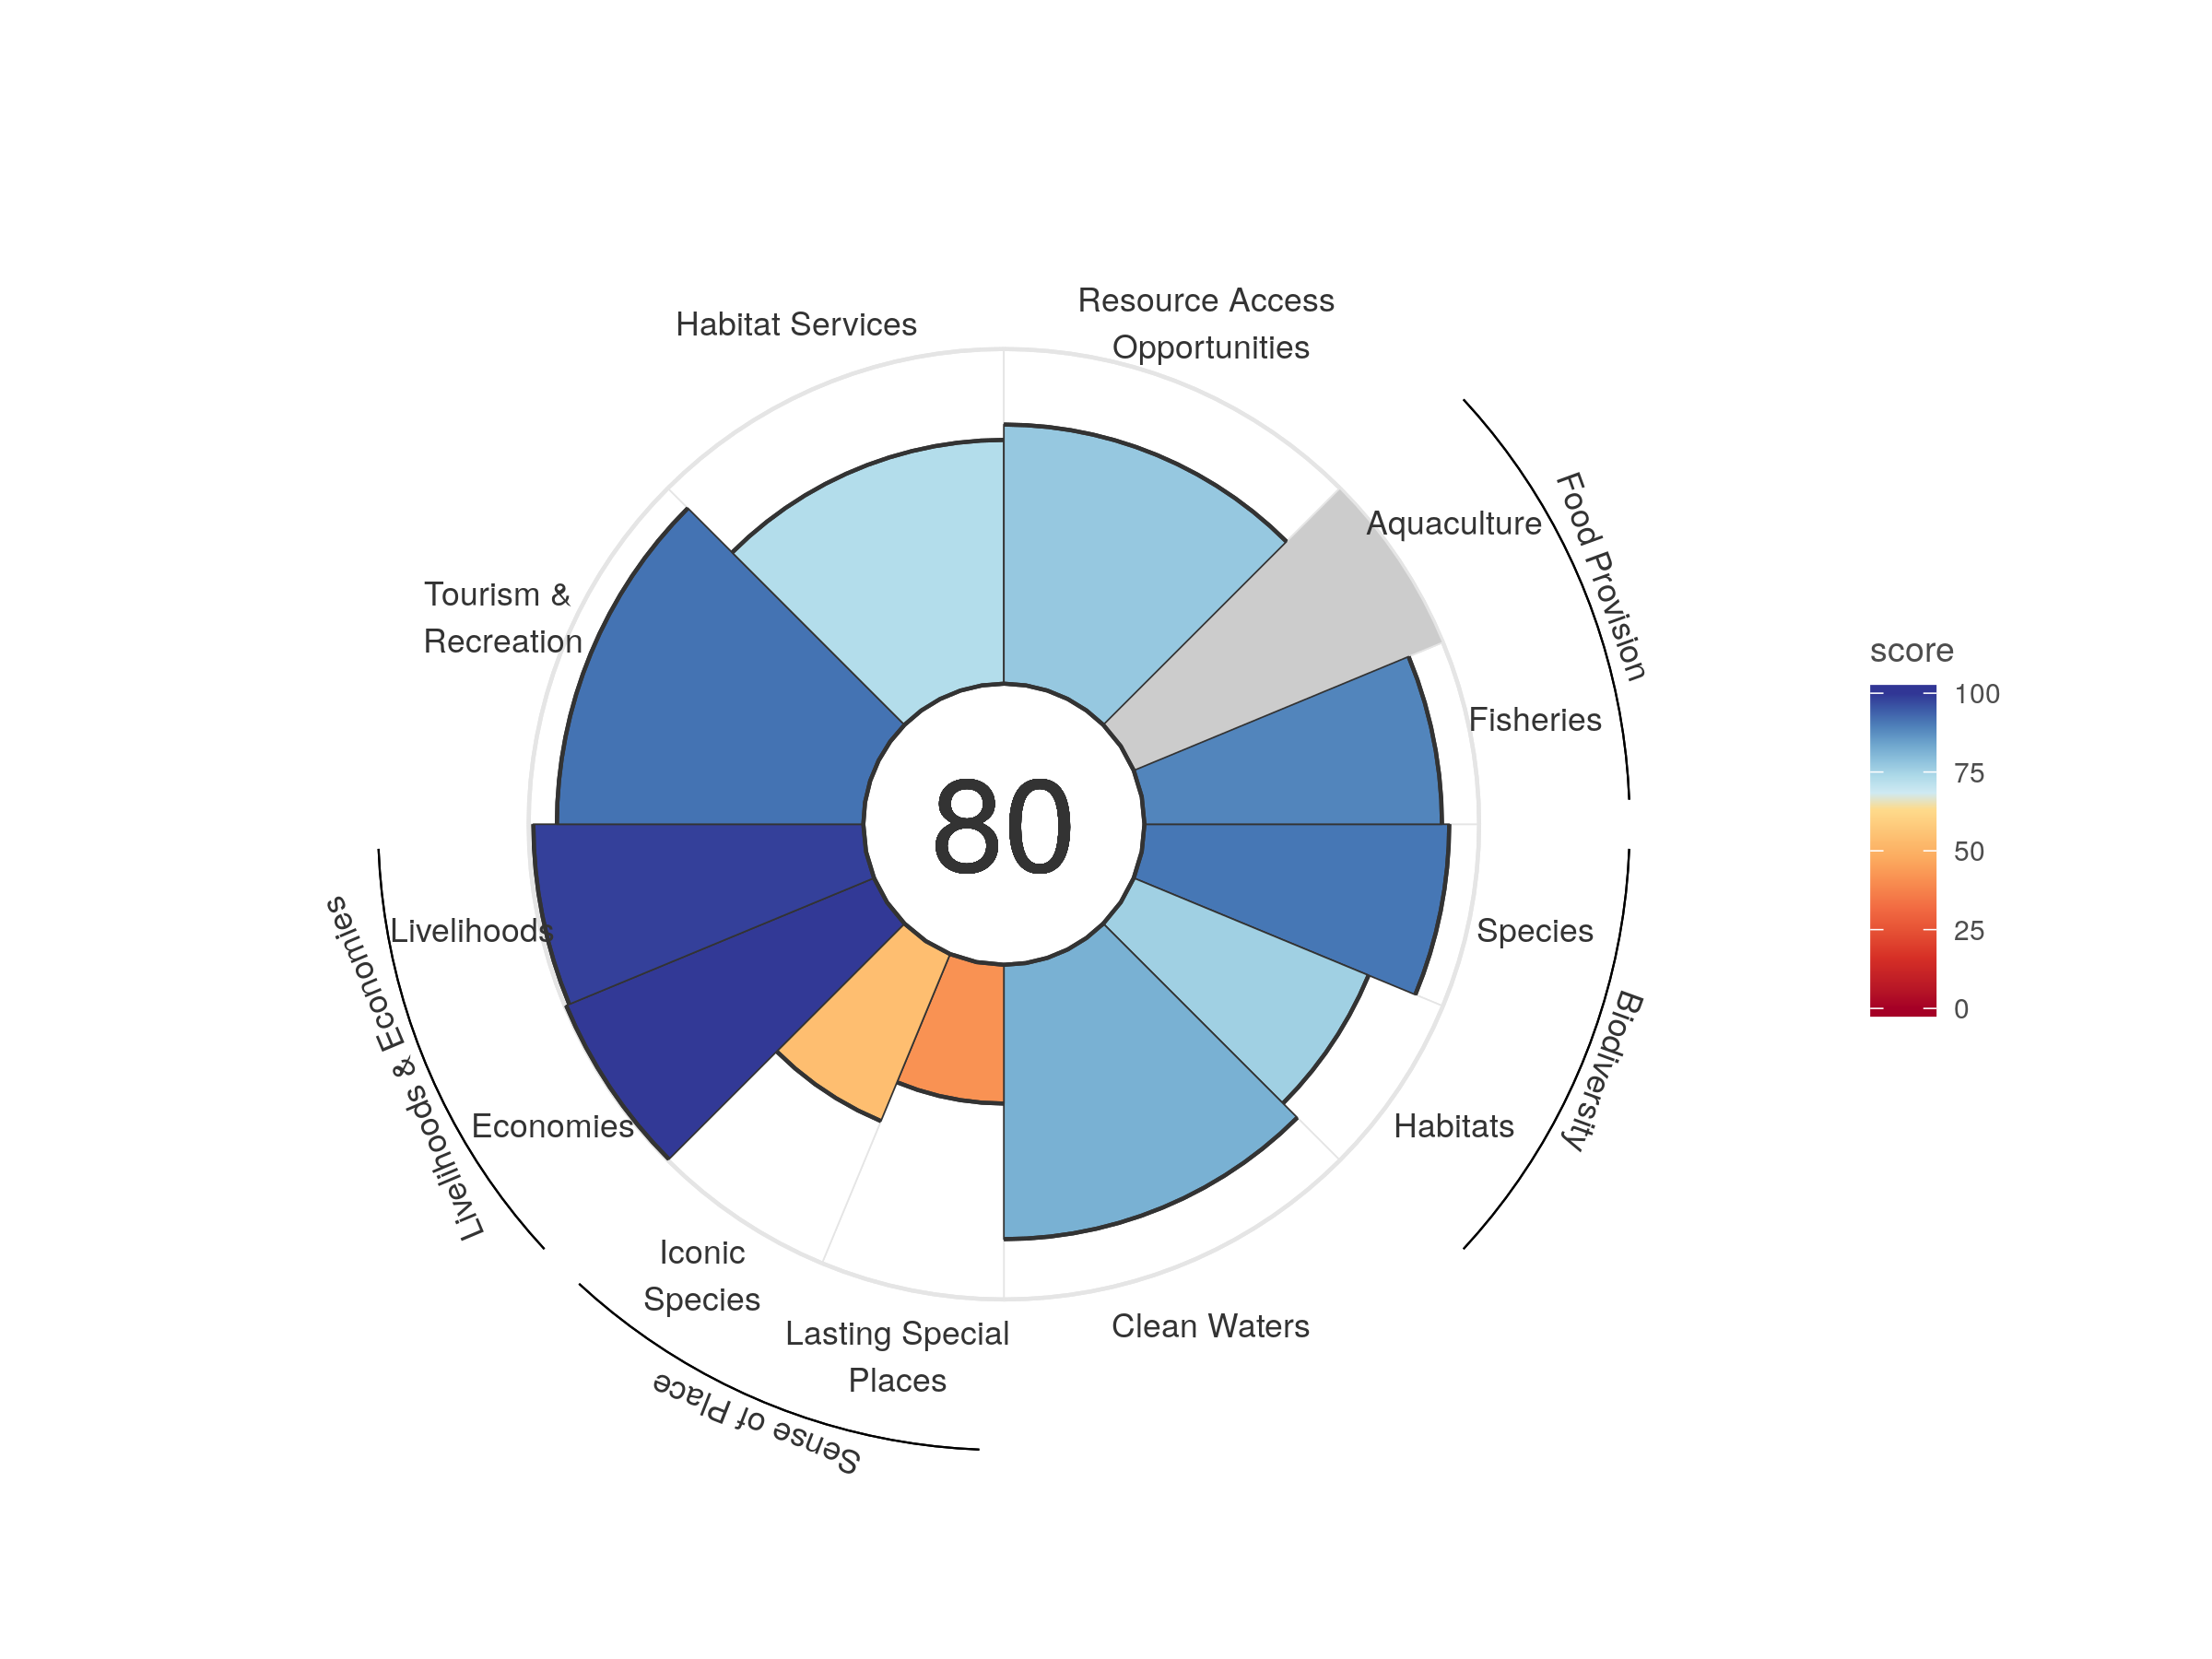 Resource Access
Opportunities
Habitat Services
Aquaculture
Food Provision
Tourism &
Recreation
score
100
75
50
25
0
Fisheries
80
Species
Livelihoods
Livelihoods & Economies
Biodiversity
Economies
Habitats
Iconic
Species
Lasting Special
Places
Clean Waters
Sense of Place